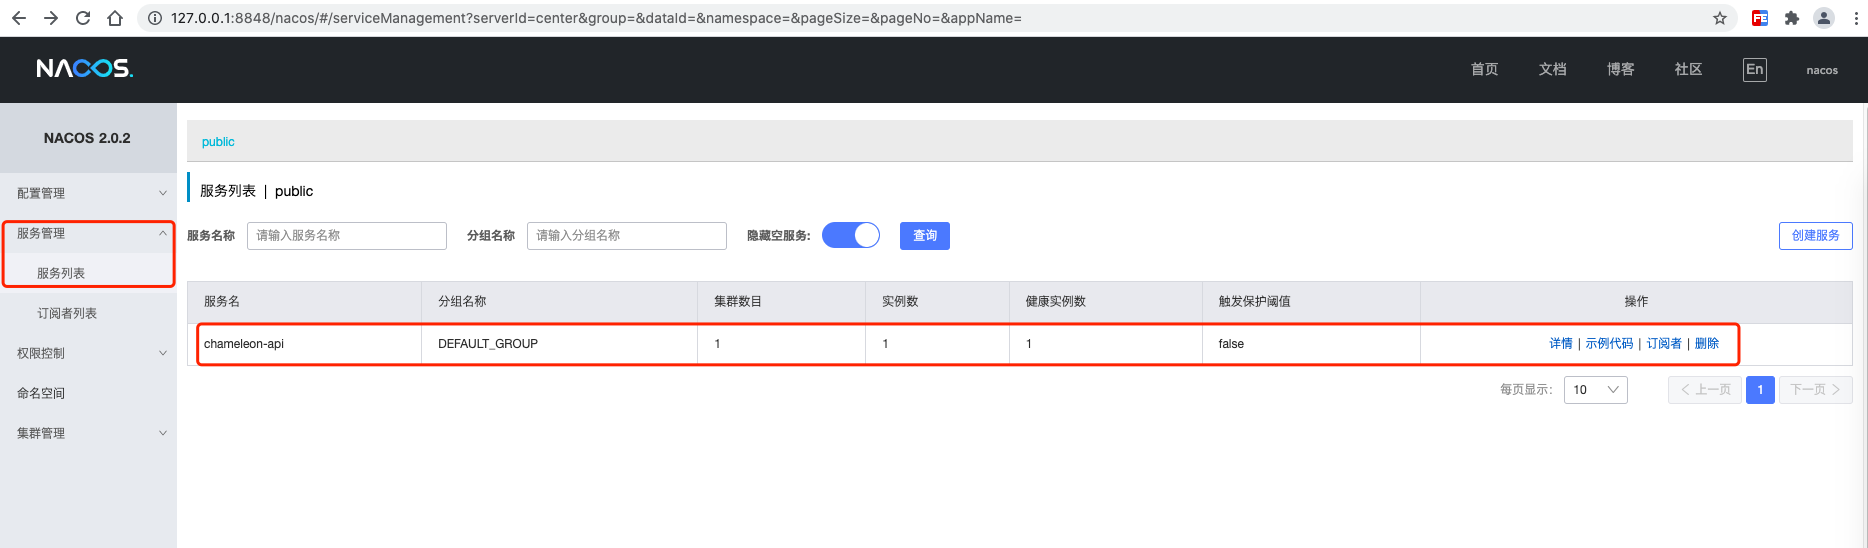 127.0.0.1:8848/nacos/#/serviceManagement?serverId=center&group=&dataId=&namespace=&pageSize=&pageNo=&appName=
FE
NACOS.
首页 文档 博客 社区 En nacos
NACOS 2.0.2
配置管理
服务管理
服务列表
订阅者列表
权限控制
命名空间
集群管理
public
服务列表 | public
服务名称 请输入服务名称 分组名称 请输入分组名称 隐藏空服务: 查询 创建服务
服务名 分组名称 集群数目 实例数 健康实例数 触发保护阈值 操作
chameleon-api DEFAULT_GROUP 1 1 1 false 详情 | 示例代码 | 订阅者 | 删除
每页显示: 10 上一页 1 下一页